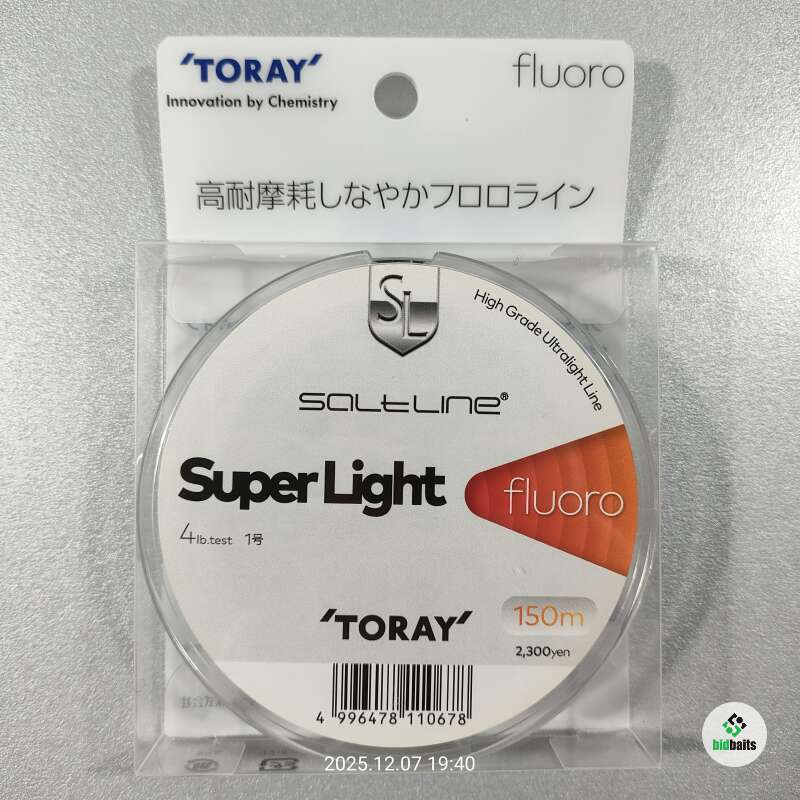 'TORAY'
Innovation by Chemistry
fluoro
高耐摩耗しなやかフロロライン
SL
High Grade Ultralight Line
SALTLINE®
Super Light
fluoro
4lb.test 1号
'TORAY'
150m
2,300yen
4 996478 110678
2025.12.07 19:40
bidbaits